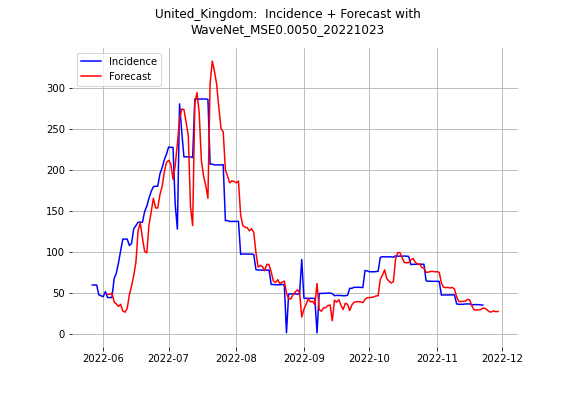 United_Kingdom:  Incidence + Forecast with
WaveNet_MSE0.0050_20221023
Incidence
Forecast
300
250
200
150
100
50
0
2022-06 2022-07 2022-08 2022-09 2022-10 2022-11 2022-12